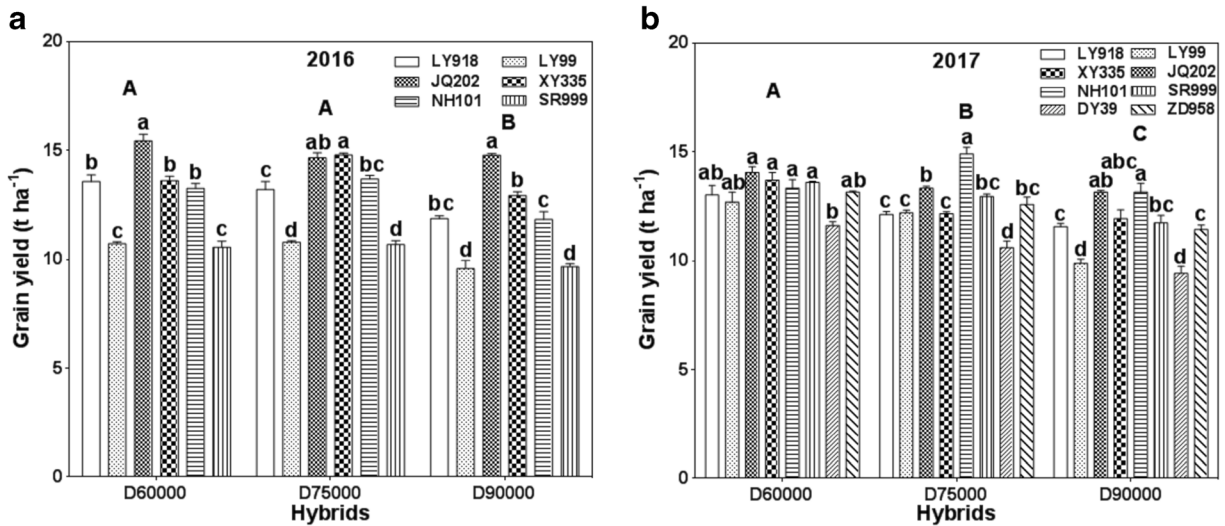 a
2016
LY918 LY99
JQ202 XY335
NH101 SR999
20
15
10
5
0
Grain yield (t ha-1)
A
A
B
b c a b b c
c d ab a bc d
bc d a b c d
D60000 D75000 D90000
Hybrids
b
2017
LY918 LY99
XY335 JQ202
NH101 SR999
DY39 ZD958
20
15
10
5
0
Grain yield (t ha-1)
A
B
C
ab ab a a a a b ab
c c b c a bc d bc
c d ab abc a bc d c
D60000 D75000 D90000
Hybrids